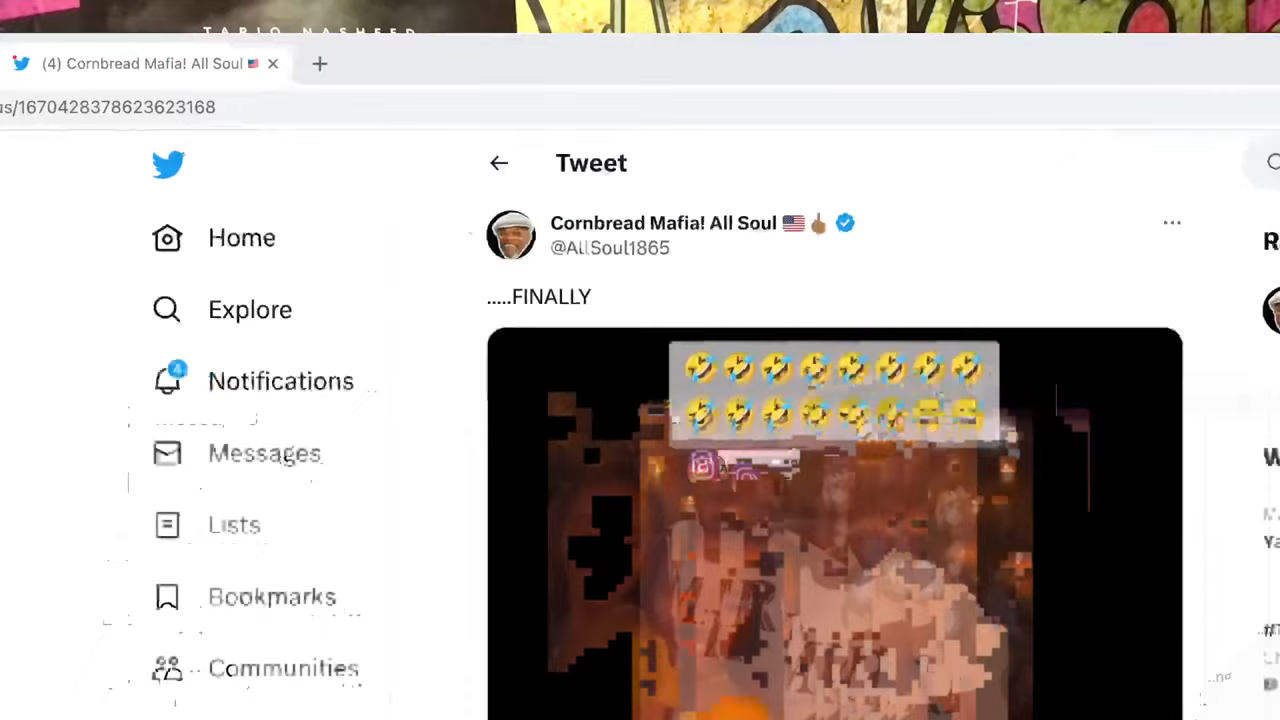 TARIQ NASHEED
(4) Cornbread Mafia! All Soul 🇺🇸
us/1670428378623623168
Tweet
Cornbread Mafia! All Soul 🇺🇸🖕🏽
@AllSoul1865
.....FINALLY
🤣🤣🤣🤣🤣🤣🤣🤣
🤣🤣🤣🤣🤣🤣🤣🤣
Home
Explore
4
Notifications
Messages
Lists
Bookmarks
Communities